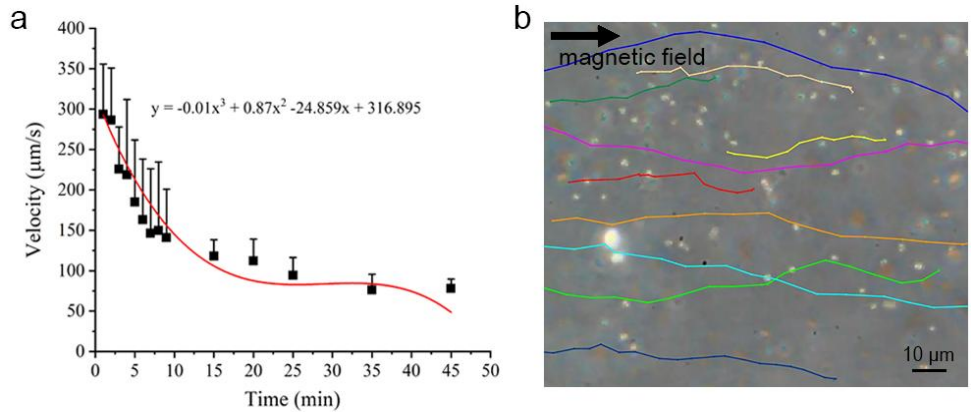 a
400
350
300
250
200
150
100
50
0
Velocity (μm/s)
y = -0.01x³ + 0.87x² -24.859x + 316.895
0 5 10 15 20 25 30 35 40 45 50
Time (min)
b
magnetic field
10 μm